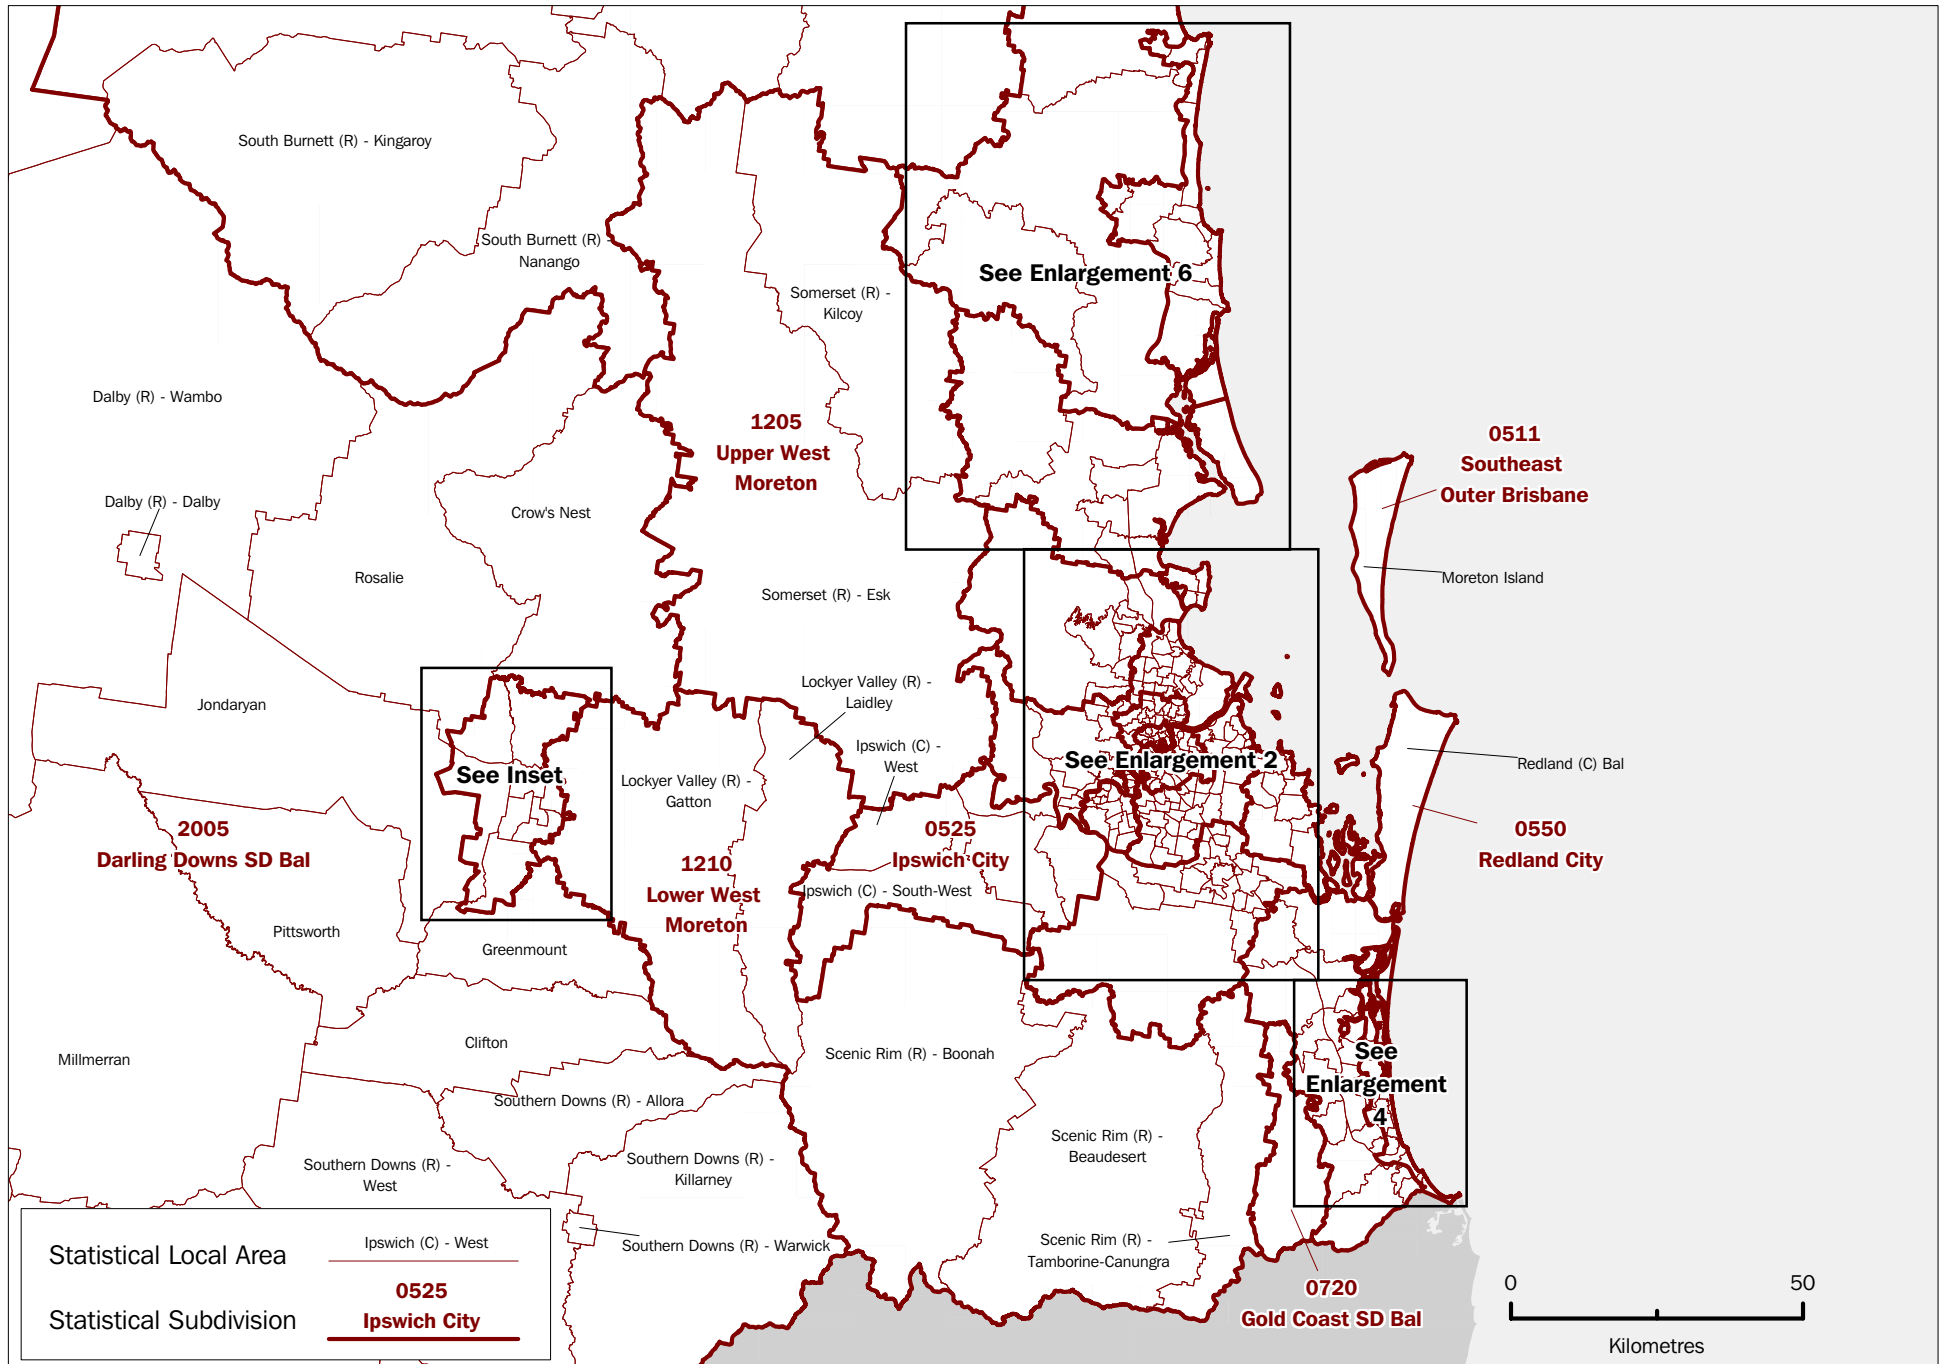 South Burnett (R) - Kingaroy
South Burnett (R) -
Nanango
See Enlargement 6
Somerset (R) -
Kilcoy
Dalby (R) - Wambo
1205
Upper West
Moreton
0511
Southeast
Outer Brisbane
Dalby (R) - Dalby
Crow's Nest
Rosalie
Moreton Island
Somerset (R) - Esk
Lockyer Valley (R) -
Laidley
Jondaryan
Ipswich (C) -
West
See Enlargement 2
Redland (C) Bal
See Inset
Lockyer Valley (R) -
Gatton
2005
Darling Downs SD Bal
0525
Ipswich City
0550
Redland City
1210
Lower West
Moreton
Ipswich (C) - South-West
Pittsworth
Greenmount
Clifton
Millmerran
Scenic Rim (R) - Boonah
See
Enlargement
4
Southern Downs (R) - Allora
Scenic Rim (R) -
Beaudesert
Southern Downs (R) -
West
Southern Downs (R) -
Killarney
Southern Downs (R) - Warwick
Scenic Rim (R) -
Tamborine-Canungra
0720
Gold Coast SD Bal
Statistical Local Area
Ipswich (C) - West
Statistical Subdivision
0525
Ipswich City
0 50
Kilometres